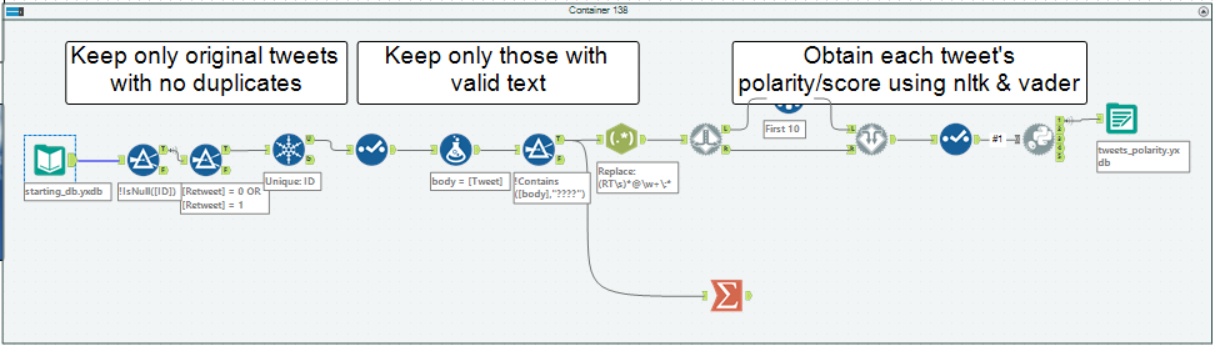 Container 138
Keep only original tweets
with no duplicates
Keep only those with
valid text
Obtain each tweet's
polarity/score using nltk & vader
starting_db.yxdb
!IsNull([ID])
[Retweet] = 0 OR
[Retweet] = 1
Unique: ID
body = [Tweet]
!Contains
([body],"????")
Replace:
(RT\s)*@\w+\:*
First 10
#1
tweets_polarity.yx
db